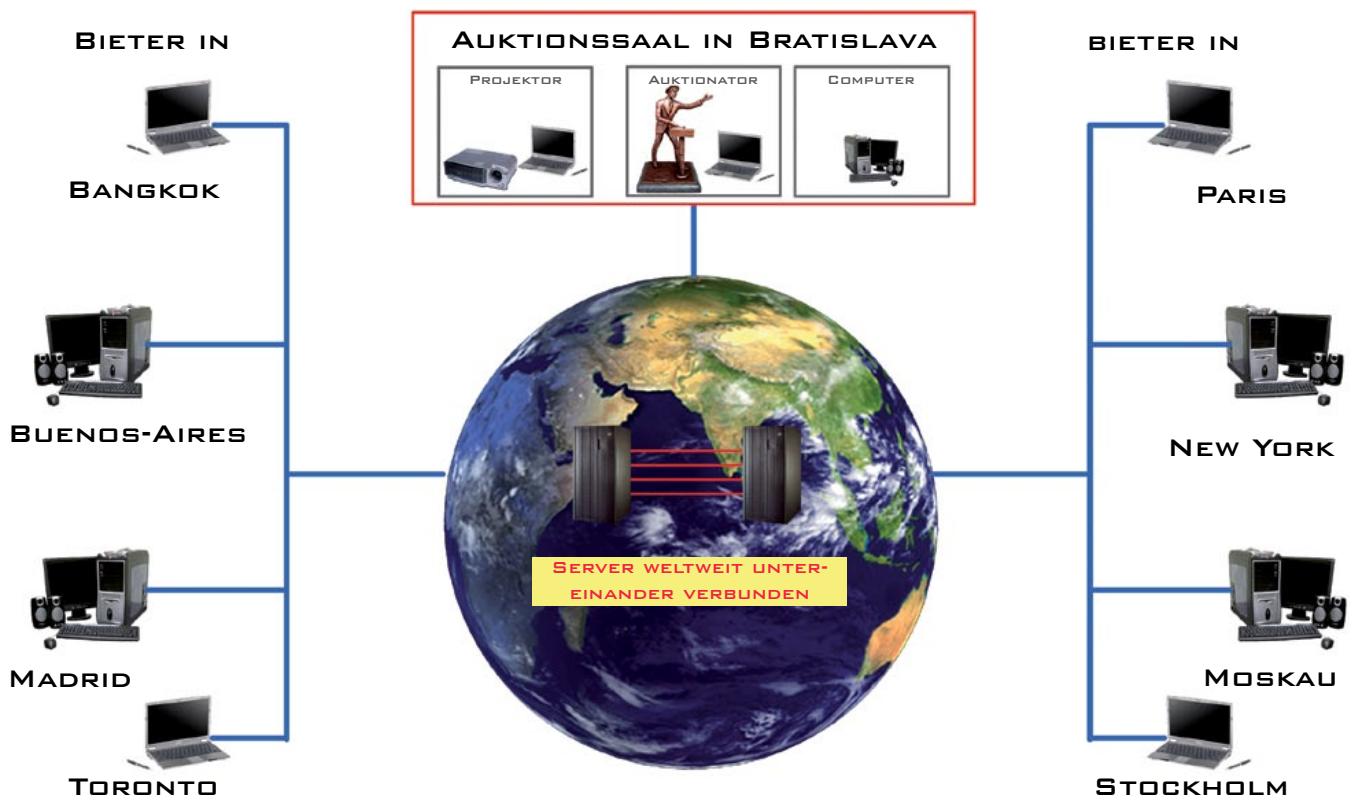 Bieter in
Bangkok
Buenos-Aires
Madrid
Toronto
Auktionssaal in Bratislava
Projektor
Auktionator
Computer
Server weltweit unter-
einander verbunden
bieter in
Paris
New York
Moskau
Stockholm